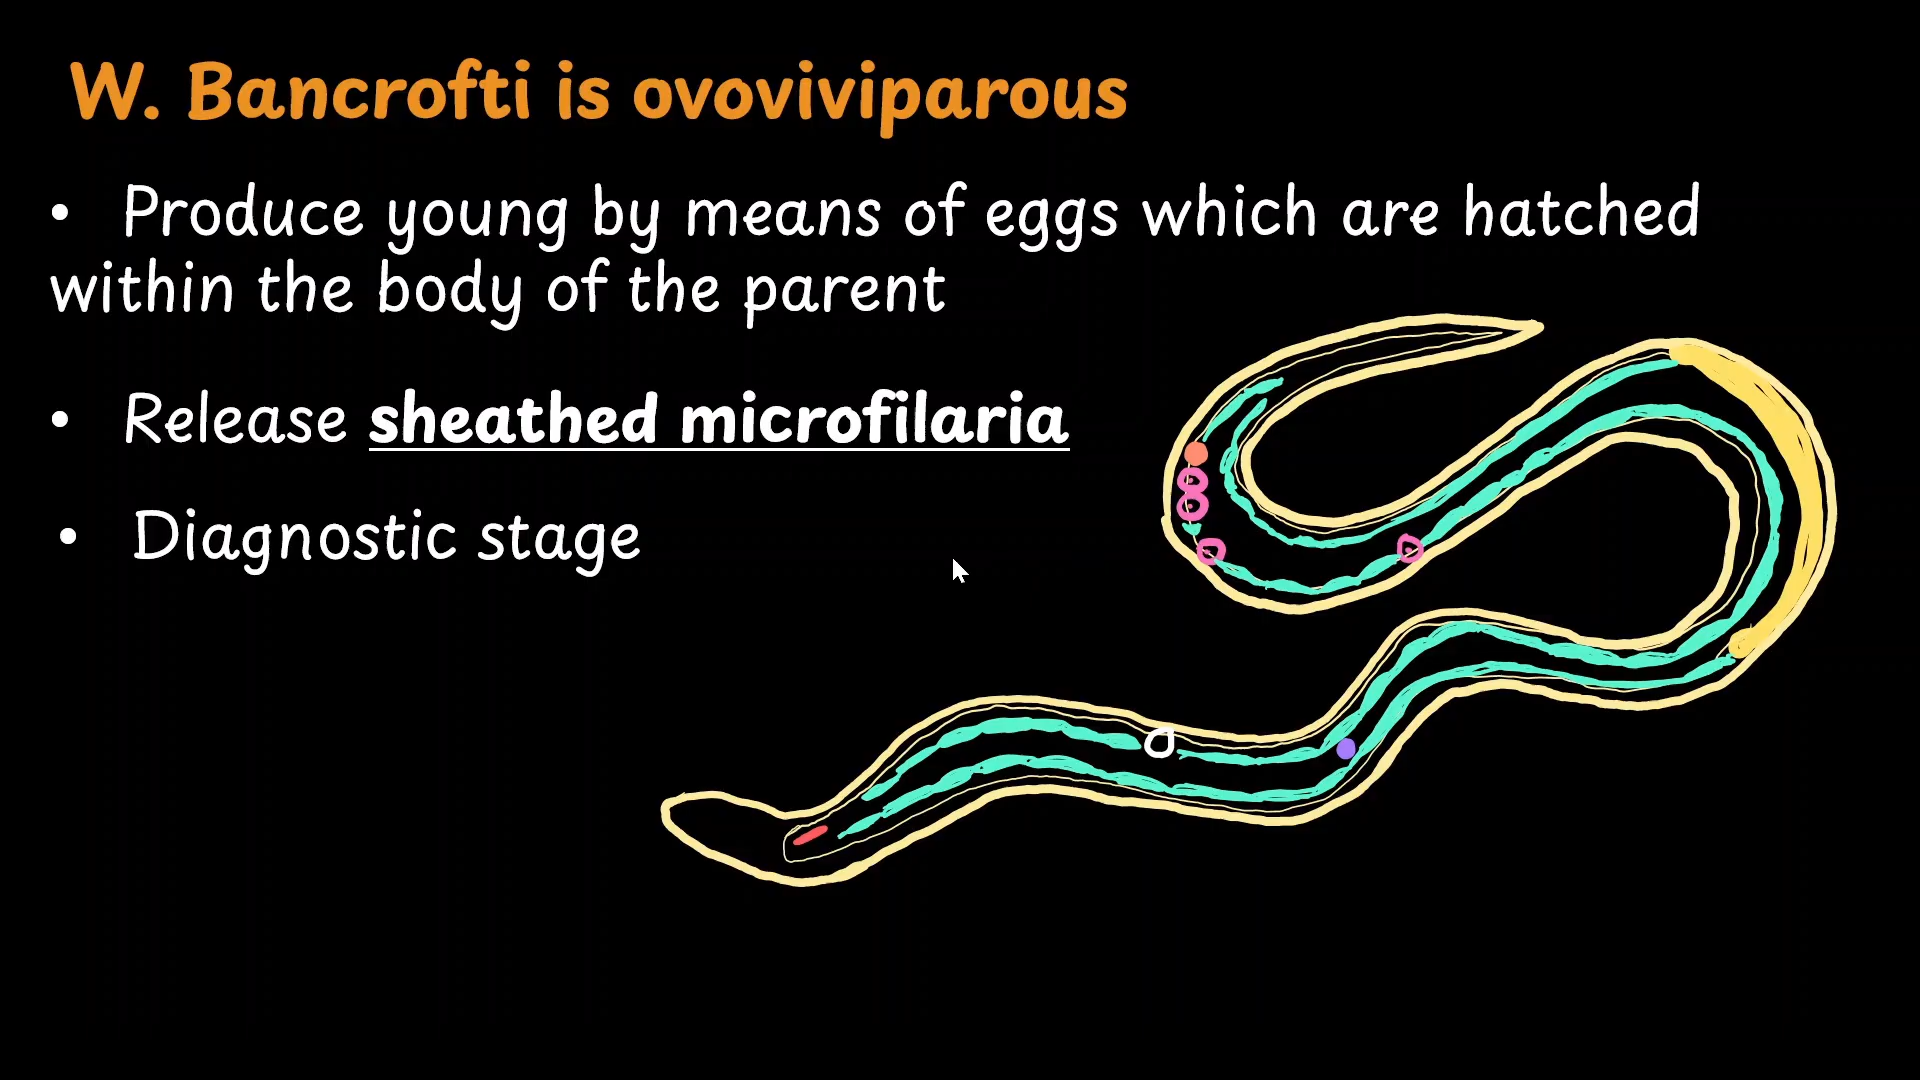 W. Bancrofti is ovoviviparous
• Produce young by means of eggs which are hatched
within the body of the parent
• Release sheathed microfilaria
• Diagnostic stage